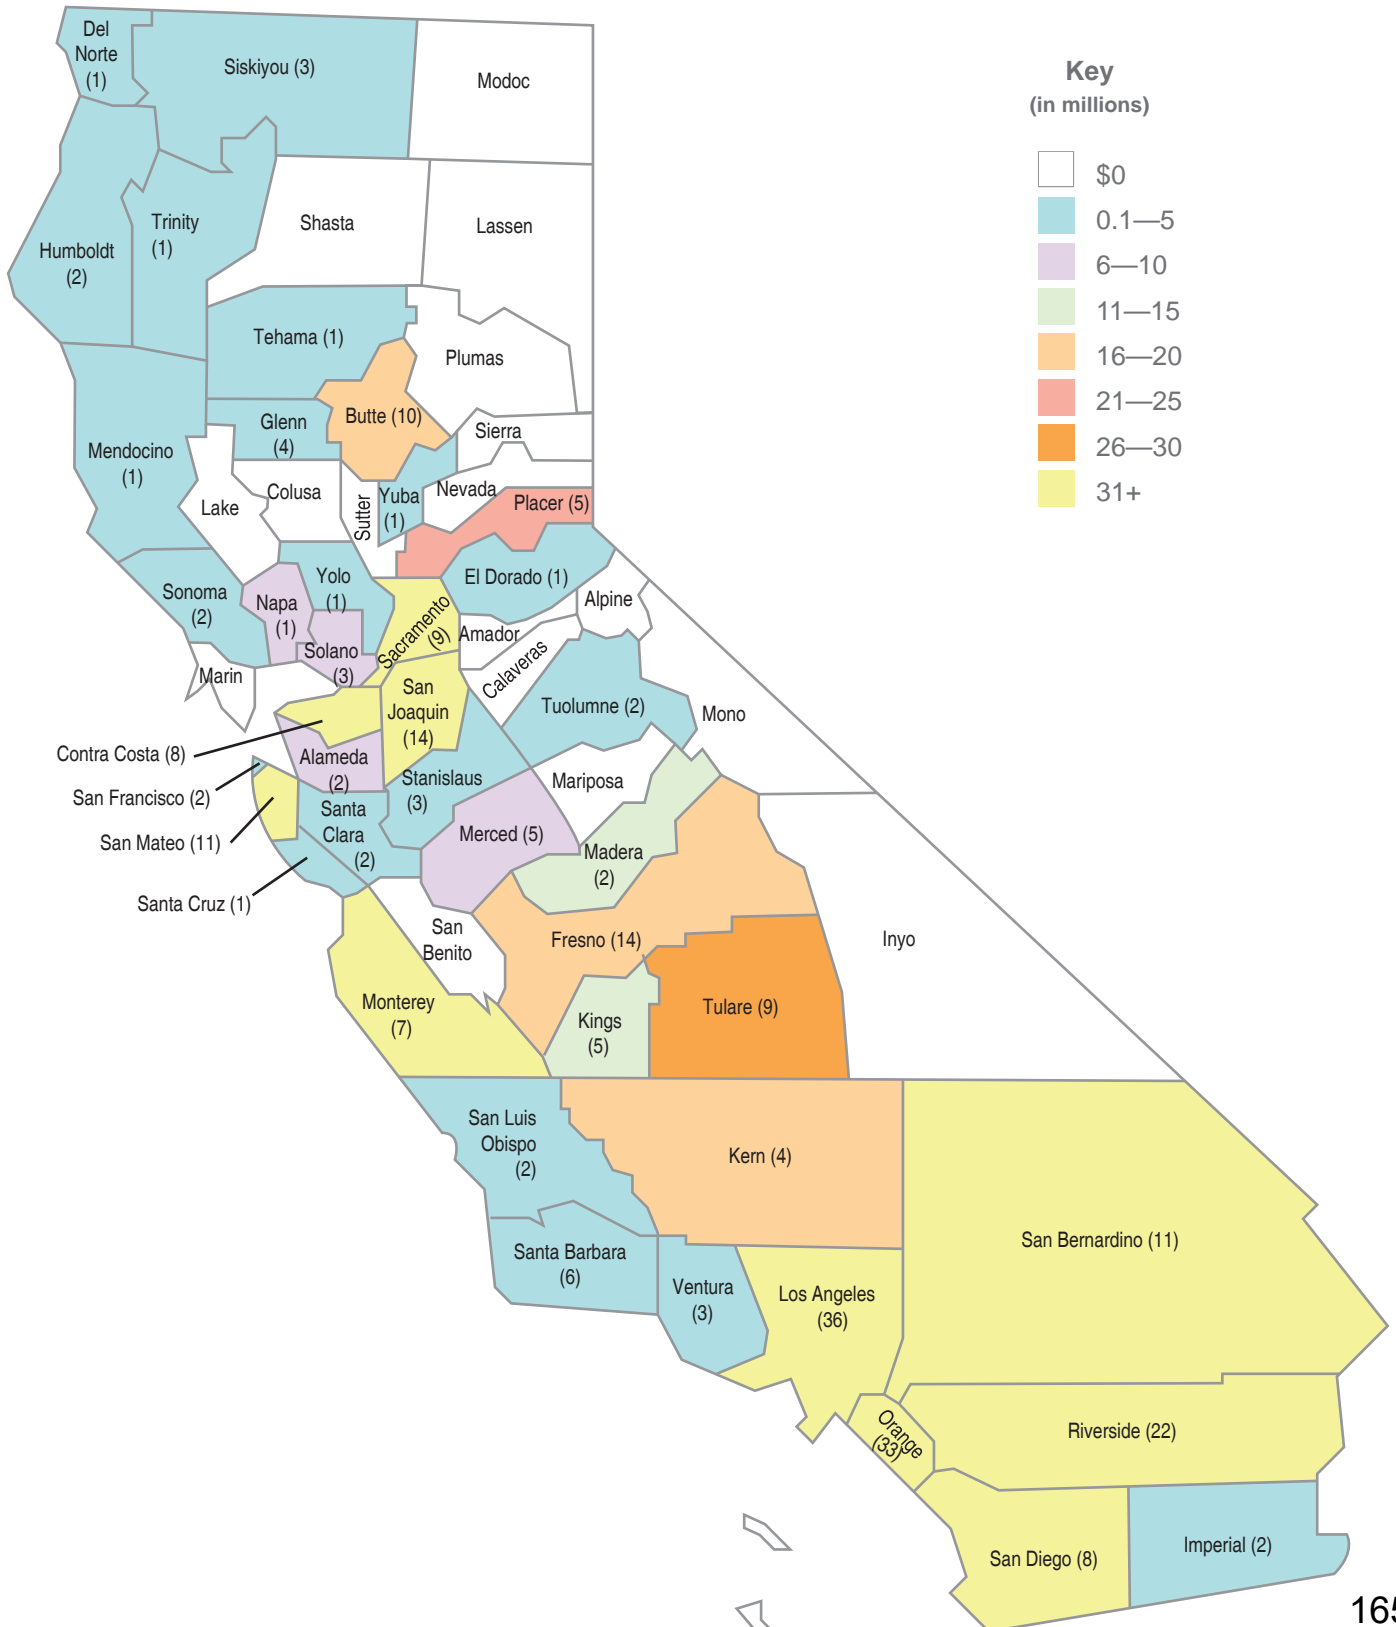 Del
Norte
(1)
Siskiyou (3)
Modoc
Key
(in millions)
$0
0.1—5
6—10
11—15
16—20
21—25
26—30
31+
Humboldt
(2)
Trinity
(1)
Shasta
Lassen
Tehama (1)
Plumas
Butte (10)
Glenn
(4)
Mendocino
(1)
Sierra
Lake
Colusa
Sutter
Yuba
(1)
Nevada
Placer (5)
Sonoma
(2)
Napa
(1)
Yolo
(1)
Solano
(3)
Sacramento
(9)
El Dorado (1)
Alpine
Amador
Calaveras
Marin
San
Joaquin
(14)
Tuolumne (2)
Mono
Contra Costa (8)
Alameda
(2)
Stanislaus
(3)
Mariposa
San Francisco (2)
San Mateo (11)
Santa
Clara
(2)
Merced (5)
Madera
(2)
Santa Cruz (1)
San
Benito
Fresno (14)
Inyo
Monterey
(7)
Kings
(5)
Tulare (9)
San Luis
Obispo
(2)
Kern (4)
Santa Barbara
(6)
Ventura
(3)
Los Angeles
(36)
San Bernardino (11)
Orange
(33)
Riverside (22)
San Diego (8)
Imperial (2)
165